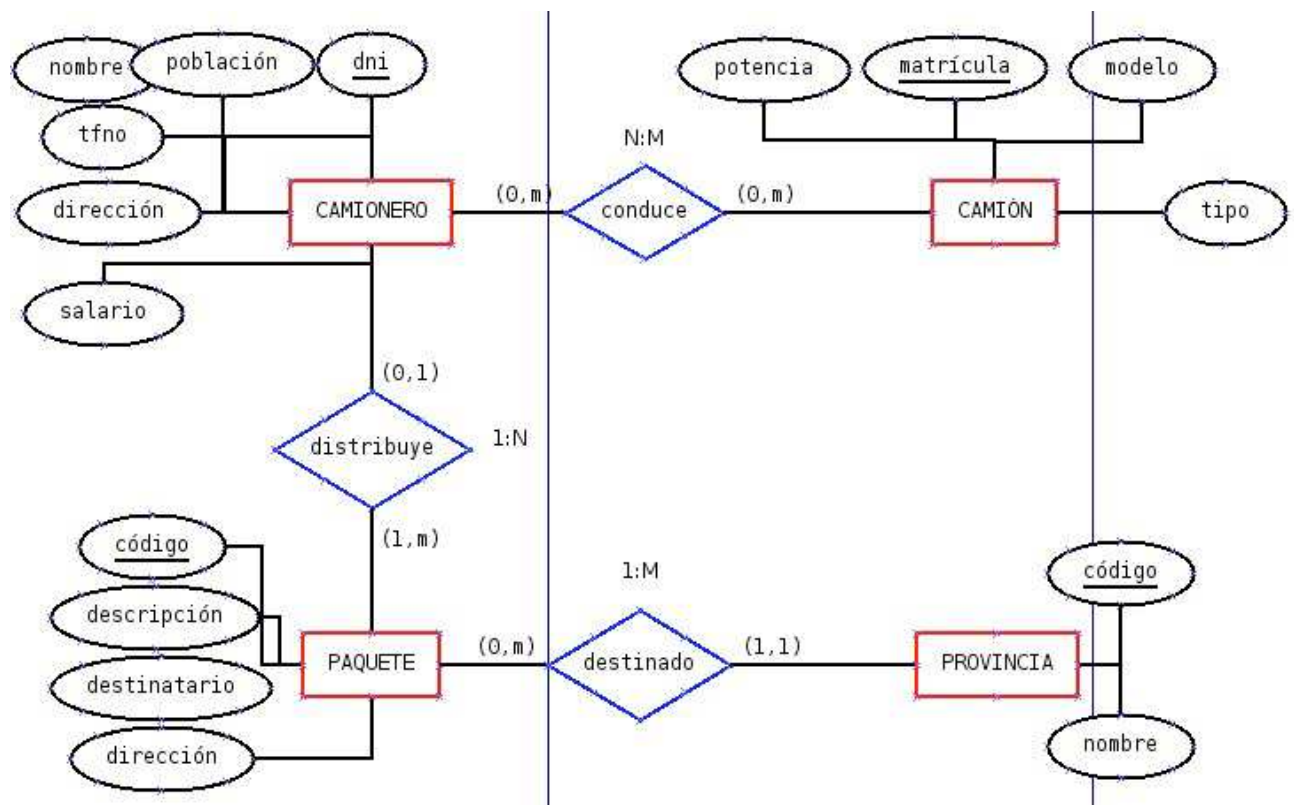 nombre
población
dni
potencia
matrícula
modelo
tfno
N:M
dirección
CAMIONERO
(0,m)
conduce
(0,m)
CAMIÓN
tipo
salario
(0,1)
distribuye
1:N
código
(1,m)
descripción
1:M
código
PAQUETE
(0,m)
destinado
(1,1)
PROVINCIA
destinatario
dirección
nombre